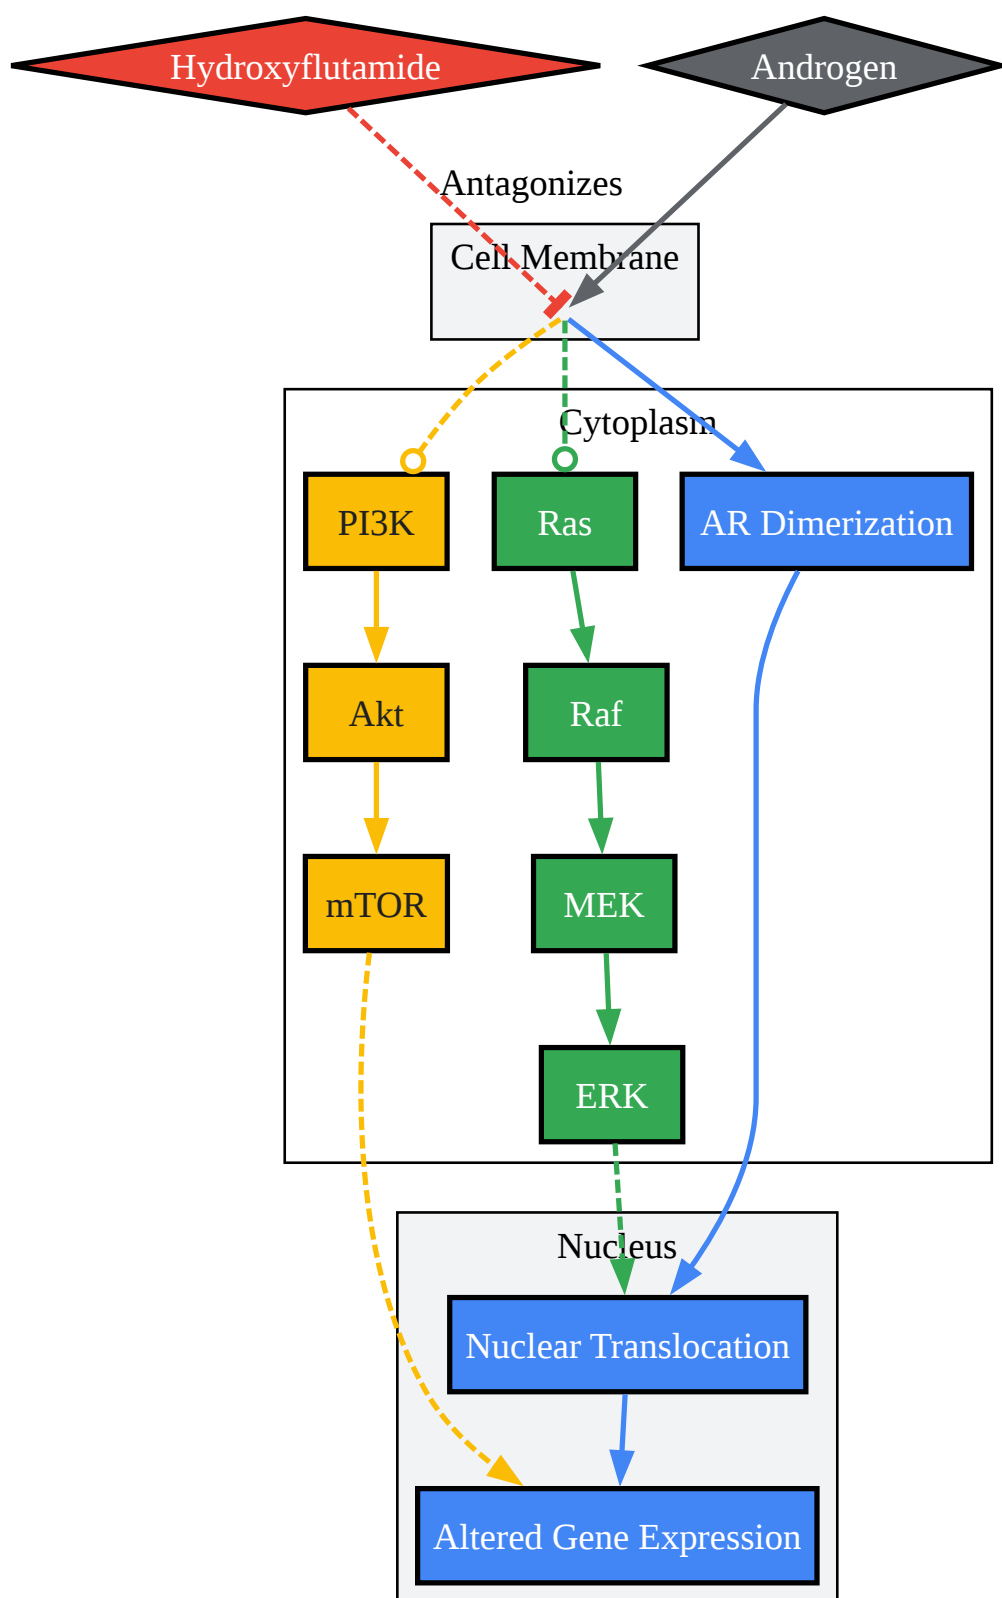 Hydroxyflutamide
Androgen
Antagonizes
Cell Membrane
Cytoplasm
PI3K
Ras
AR Dimerization
Akt
Raf
mTOR
MEK
ERK
Nucleus
Nuclear Translocation
Altered Gene Expression